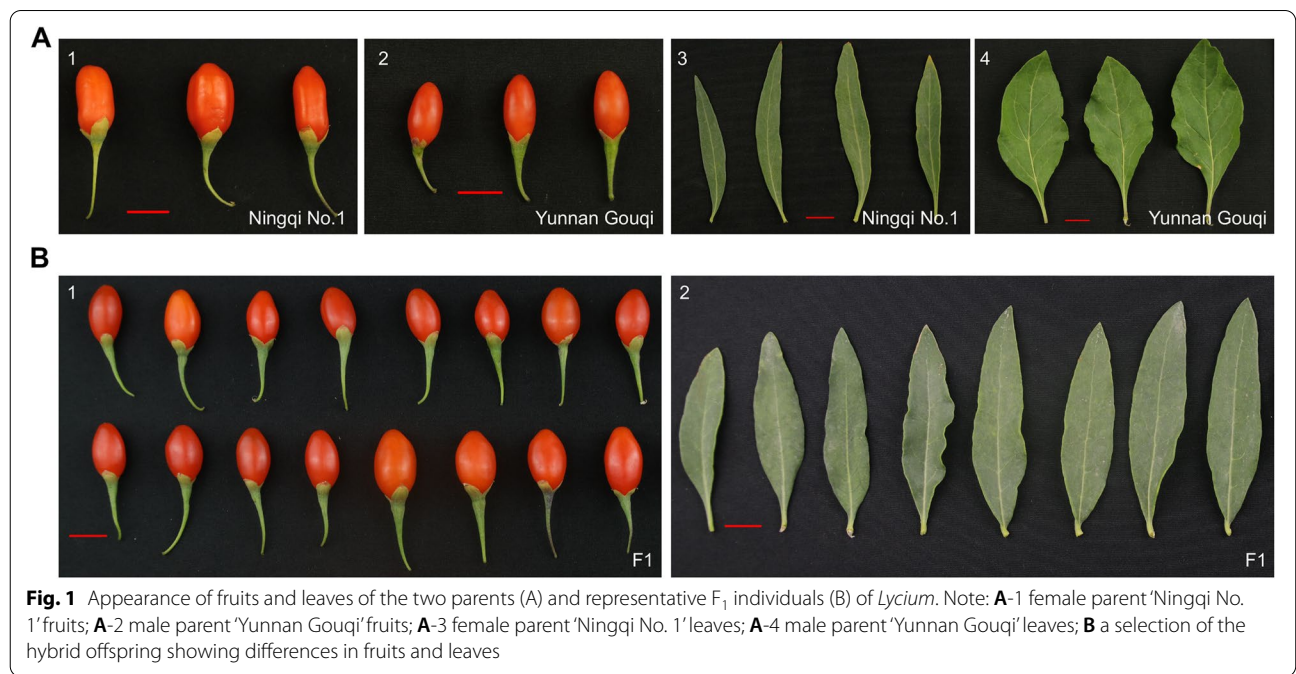 A
1
Ningqi No.1
2
Yunnan Gouqi
3
Ningqi No.1
4
Yunnan Gouqi
B
1
F1
2
F1
Fig. 1 Appearance of fruits and leaves of the two parents (A) and representative F1 individuals (B) of Lycium. Note: A-1 female parent ‘Ningqi No.
1’ fruits; A-2 male parent ‘Yunnan Gouqi’ fruits; A-3 female parent ‘Ningqi No. 1’ leaves; A-4 male parent ‘Yunnan Gouqi’ leaves; B a selection of the
hybrid offspring showing differences in fruits and leaves